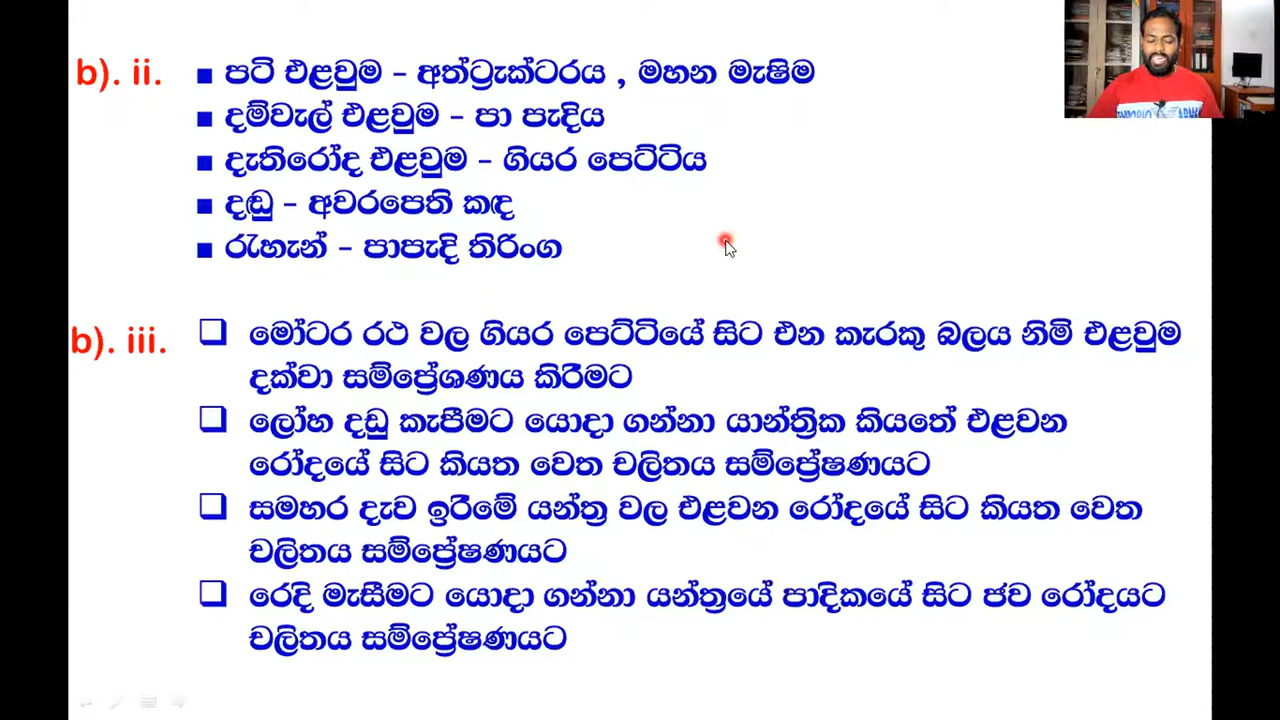 b). ii. ▪ පටි එළවුම – අත්ට්‍රැක්ටරය , මහන මැෂිම
▪ දම්වැල් එළවුම – පා පැදිය
▪ දැතිරෝද එළවුම – ගියර පෙට්ටිය
▪ දඬු – අවරපෙති කඳ
▪ රැහැන් – පාපැදි තිරිංග
b). iii. ❑ මෝටර රථ වල ගියර පෙට්ටියේ සිට එන කැරකු බලය නිමි එළවුම
දක්වා සම්ප්‍රේශණය කිරීමට
❑ ලෝහ දඬු කැපීමට යොදා ගන්නා යාන්ත්‍රික කියතේ එළවන
රෝදයේ සිට කියත වෙත චලිතය සම්ප්‍රේෂණයට
❑ සමහර දැව ඉරීමේ යන්ත්‍ර වල එළවන රෝදයේ සිට කියත වෙත
චලිතය සම්ප්‍රේෂණයට
❑ රෙදි මැසීමට යොදා ගන්නා යන්ත්‍රයේ පාදිකයේ සිට ජව රෝදයට
චලිතය සම්ප්‍රේෂණයට